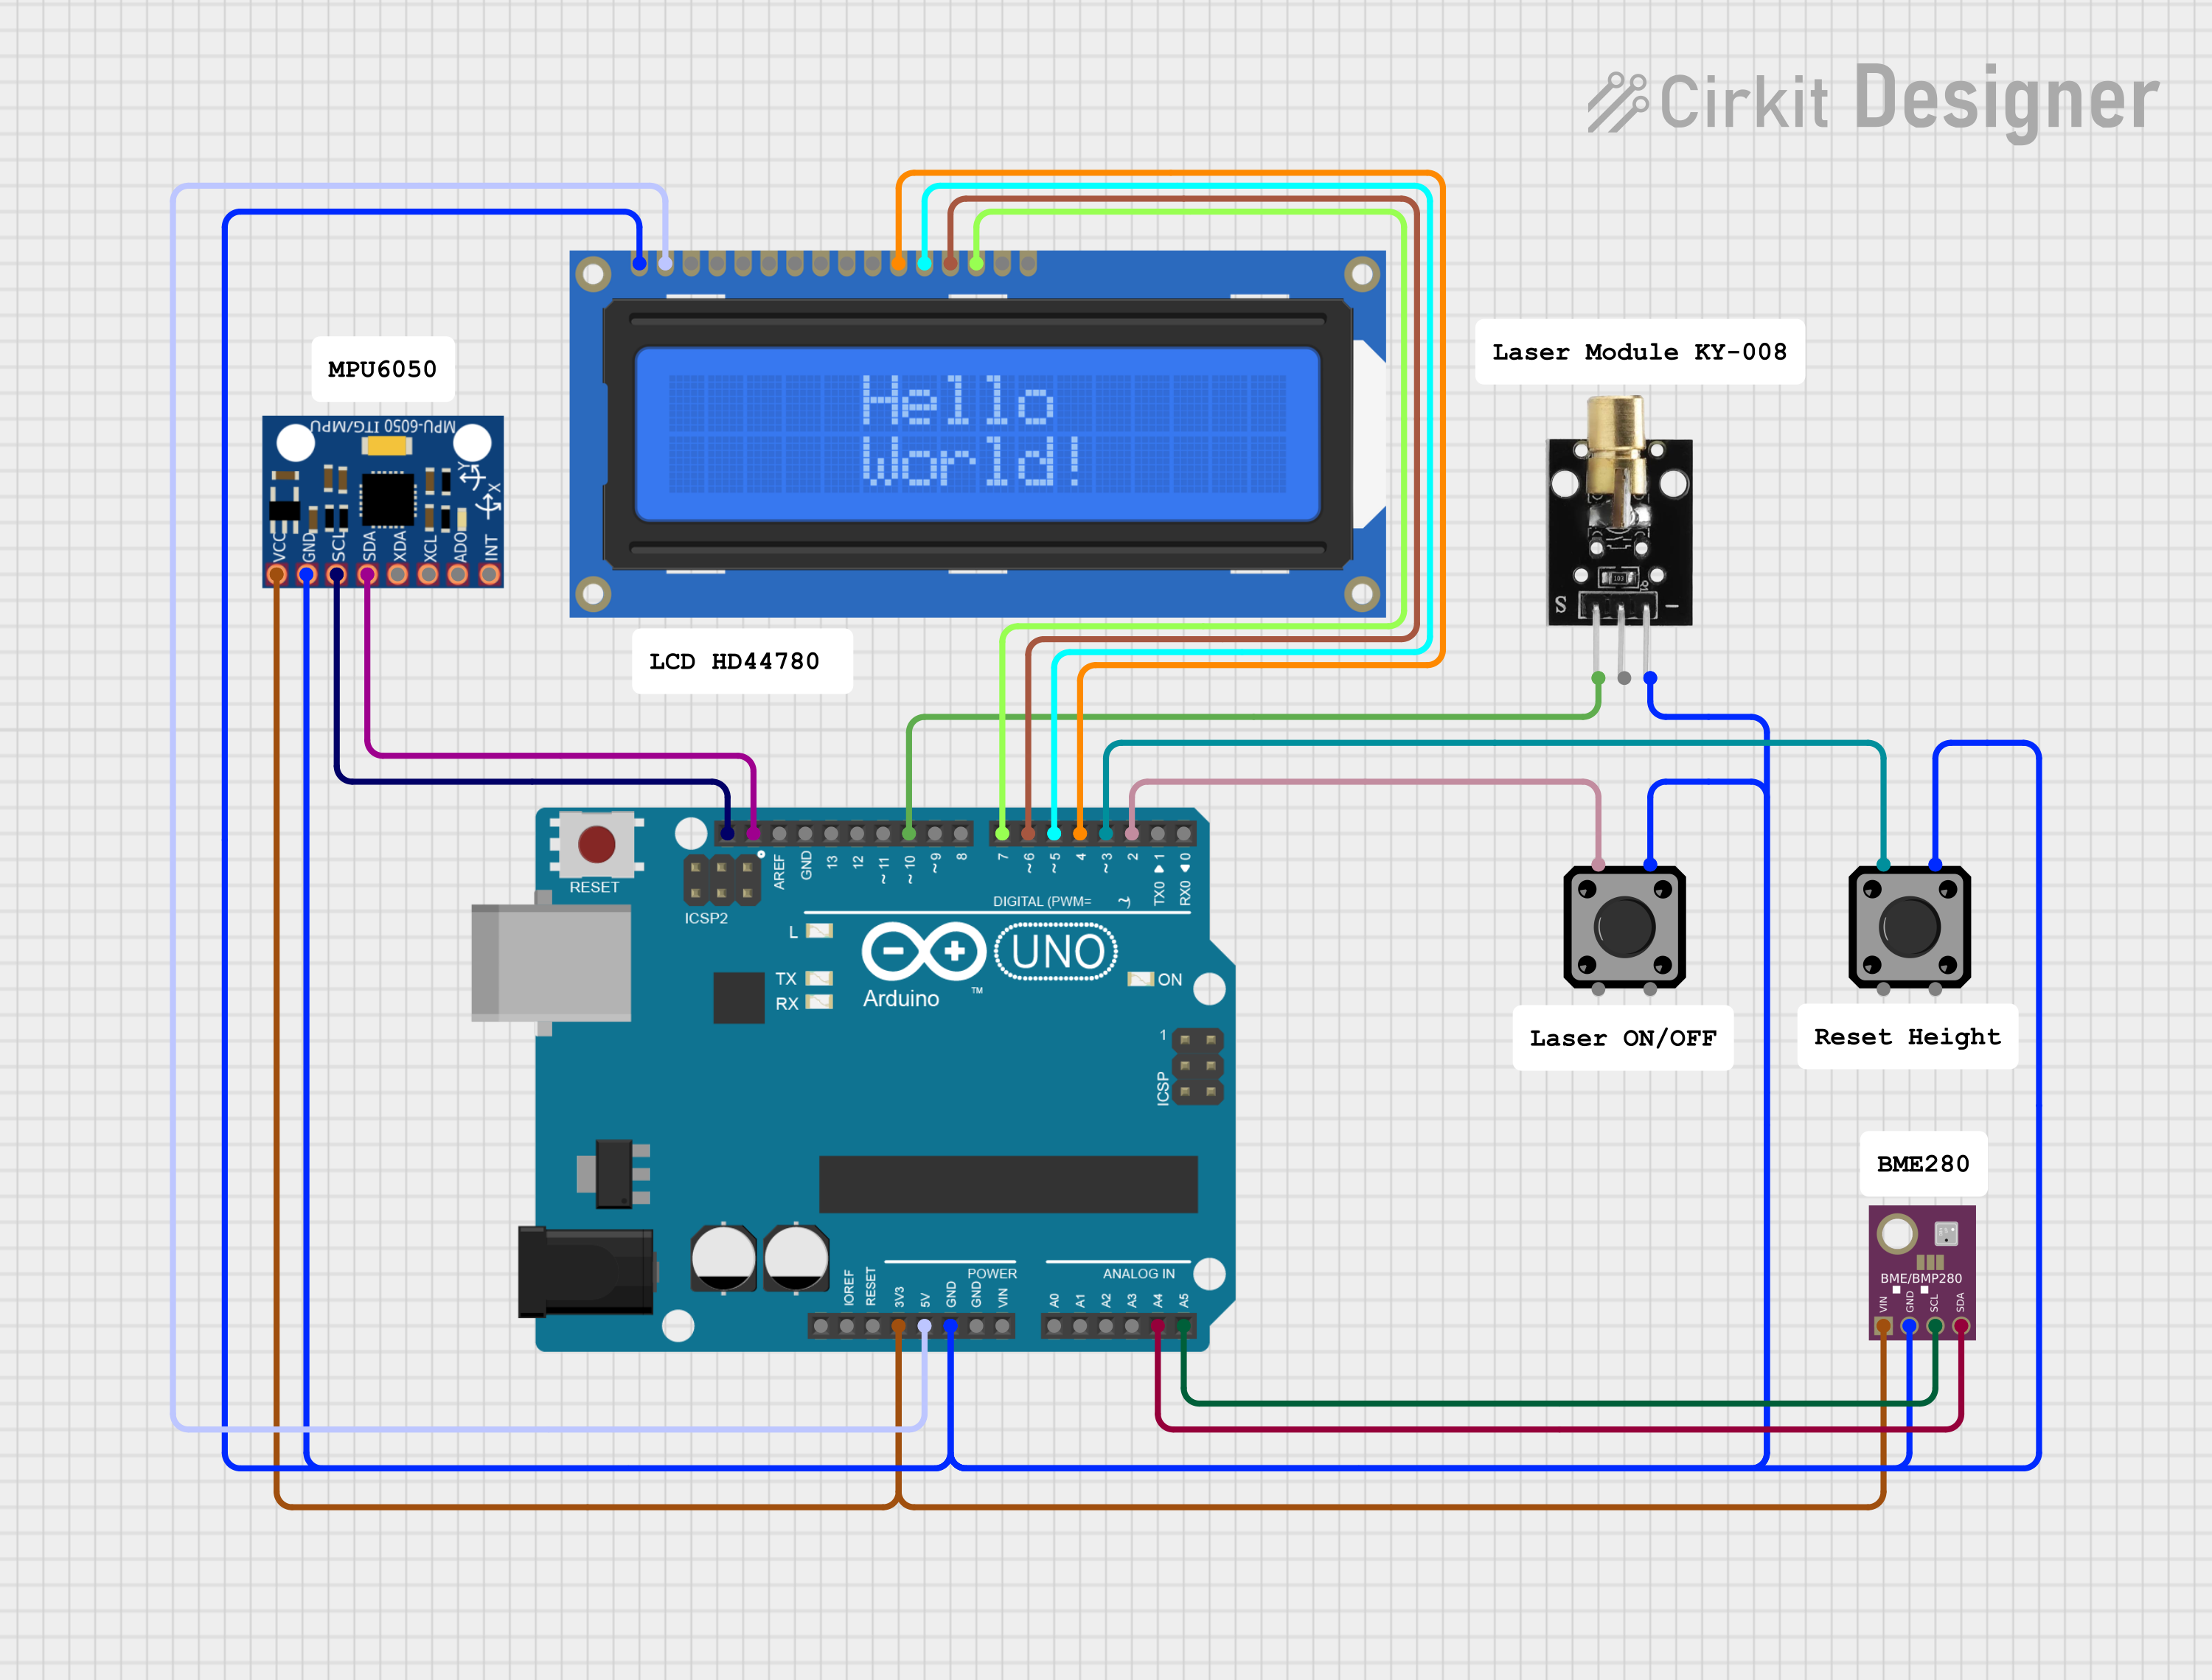 Cirkit Designer
MPU6050
MPU-6050 ITG/MPU
Y
X
VCC
GND
SCL
SDA
XDA
XCL
ADO
INT
Hello
World!
LCD HD44780
Laser Module KY-008
103
S
-
RESET
ICSP2
AREF
GND
13
12
~11
~10
~9
8
7
~6
~5
4
~3
2
TX0 1
RX0 0
DIGITAL (PWM= ~)
L
TX
RX
UNO
Arduino
TM
ON
1
ICSP
IOREF
RESET
3V3
5V
GND
GND
VIN
POWER
ANALOG IN
A0
A1
A2
A3
A4
A5
Laser ON/OFF
Reset Height
BME280
BME/BMP280
VIN
GND
SCL
SDA